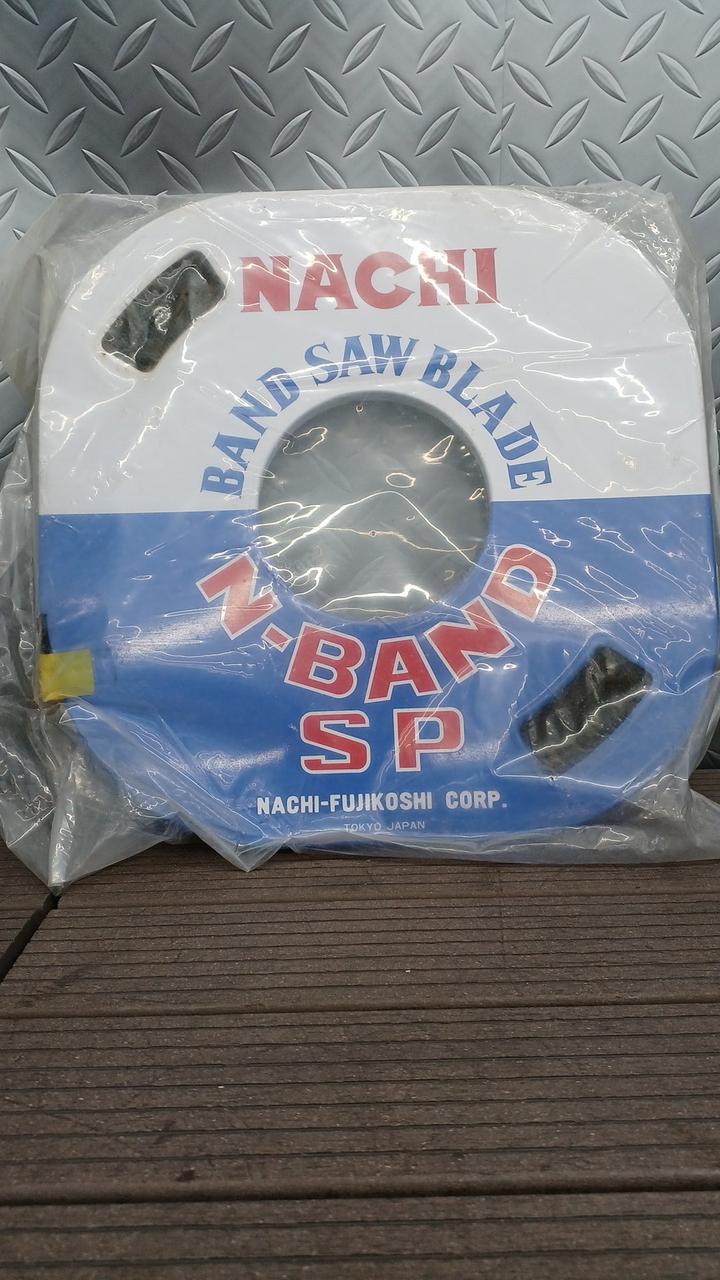 NACHI
BAND SAW BLADE
N-BAND
SP
NACHI-FUJIKOSHI CORP.
TOKYO JAPAN